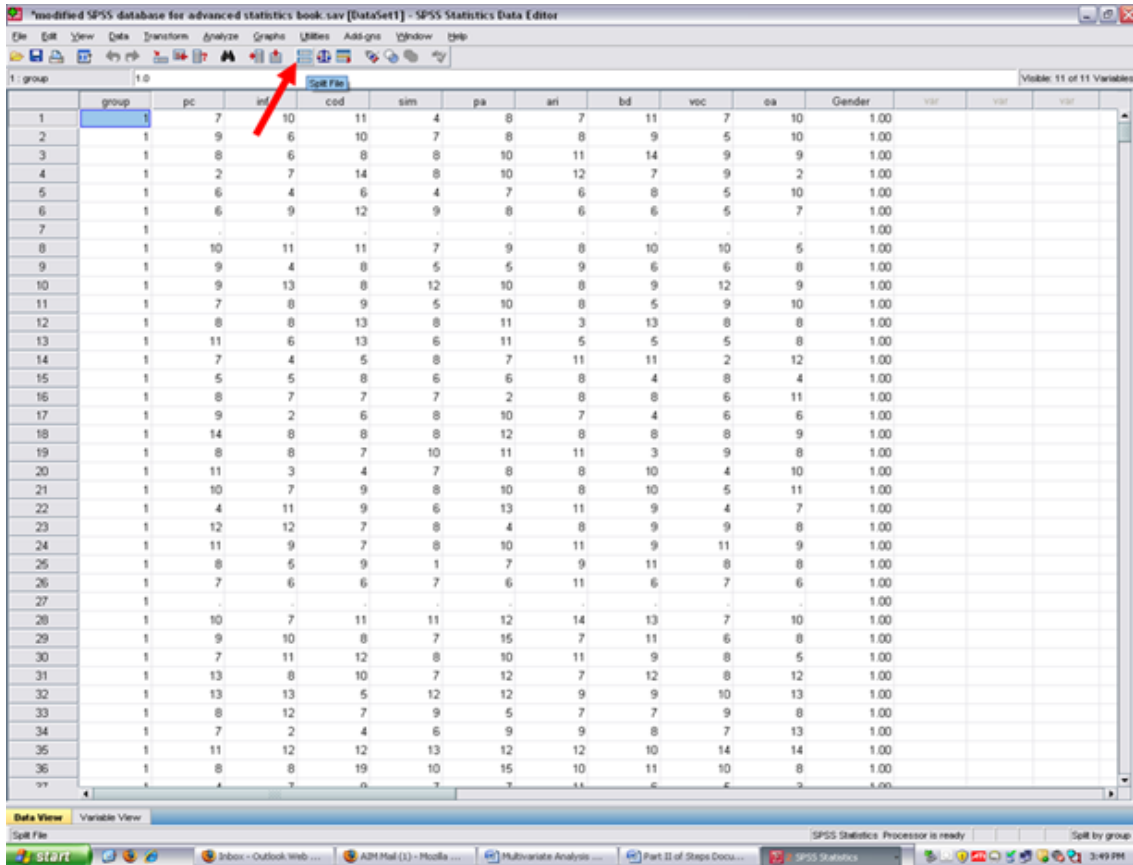 *modified SPSS database for advanced statistics book.sav [DataSet1] - SPSS Statistics Data Editor
File Edit View Data Transform Analyze Graphs Utilities Add-ons Window Help
1 : group 1.0 Split File Visible: 11 of 11 Variables
group pc inf cod sim pa ari bd voc oa Gender var var var
1 1 7 10 11 4 8 7 11 7 10 1.00
2 1 9 6 10 7 8 8 9 5 10 1.00
3 1 8 6 8 8 10 11 14 9 9 1.00
4 1 2 7 14 8 10 12 7 9 2 1.00
5 1 6 4 6 4 7 6 8 5 10 1.00
6 1 6 9 12 9 8 6 6 5 7 1.00
7 1 . . . . . . . . . 1.00
8 1 10 11 11 7 9 8 10 10 5 1.00
9 1 9 4 8 5 5 9 6 6 8 1.00
10 1 9 13 8 12 10 8 9 12 9 1.00
11 1 7 8 9 5 10 8 5 9 10 1.00
12 1 8 8 13 8 11 3 13 8 8 1.00
13 1 11 6 13 6 11 5 5 5 8 1.00
14 1 7 4 5 8 7 11 11 2 12 1.00
15 1 5 5 8 6 6 8 4 8 4 1.00
16 1 8 7 7 7 2 8 8 6 11 1.00
17 1 9 2 6 8 10 7 4 6 6 1.00
18 1 14 8 8 8 12 8 8 8 9 1.00
19 1 8 8 7 10 11 11 3 9 8 1.00
20 1 11 3 4 7 8 8 10 4 10 1.00
21 1 10 7 9 8 10 8 10 5 11 1.00
22 1 4 11 9 6 13 11 9 4 7 1.00
23 1 12 12 7 8 4 8 9 9 8 1.00
24 1 11 9 7 8 10 11 9 11 9 1.00
25 1 8 5 9 1 7 9 11 8 8 1.00
26 1 7 6 6 7 6 11 6 7 6 1.00
27 1 . . . . . . . . . 1.00
28 1 10 7 11 11 12 14 13 7 10 1.00
29 1 9 10 8 7 15 7 11 6 8 1.00
30 1 7 11 12 8 10 11 9 8 5 1.00
31 1 13 8 10 7 12 7 12 8 12 1.00
32 1 13 13 5 12 12 9 9 10 13 1.00
33 1 8 12 7 9 5 7 7 9 8 1.00
34 1 7 2 4 6 9 9 8 7 13 1.00
35 1 11 12 12 13 12 12 10 14 14 1.00
36 1 8 8 19 10 15 10 11 10 8 1.00
Data View Variable View
Split File SPSS Statistics Processor is ready Split by group
start Inbox - Outlook Web ... AIM Mail (1) - Mozilla ... Multivariate Analysis ... Part II of Steps Docu... SPSS Statistics 3:49 PM